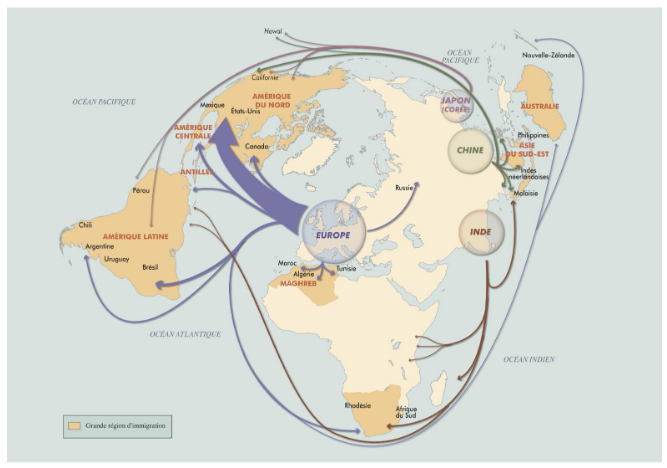 Hawaï
Nouvelle-Zélande
OCÉAN
PACIFIQUE
Californie
OCÉAN PACIFIQUE
Mexique
AMÉRIQUE
DU NORD
États-Unis
JAPON
(CORÉE)
AUSTRALIE
AMÉRIQUE
CENTRALE
Canada
CHINE
Philippines
ASIE
DU SUD-EST
ANTILLES
Indes
néerlandaises
Malaisie
Pérou
Russie
Chili
AMÉRIQUE LATINE
EUROPE
INDE
Argentine
Uruguay
Brésil
Maroc
Algérie
Tunisie
MAGHREB
OCÉAN ATLANTIQUE
OCÉAN INDIEN
Rhodésie
Afrique
du Sud
Grande région d'immigration